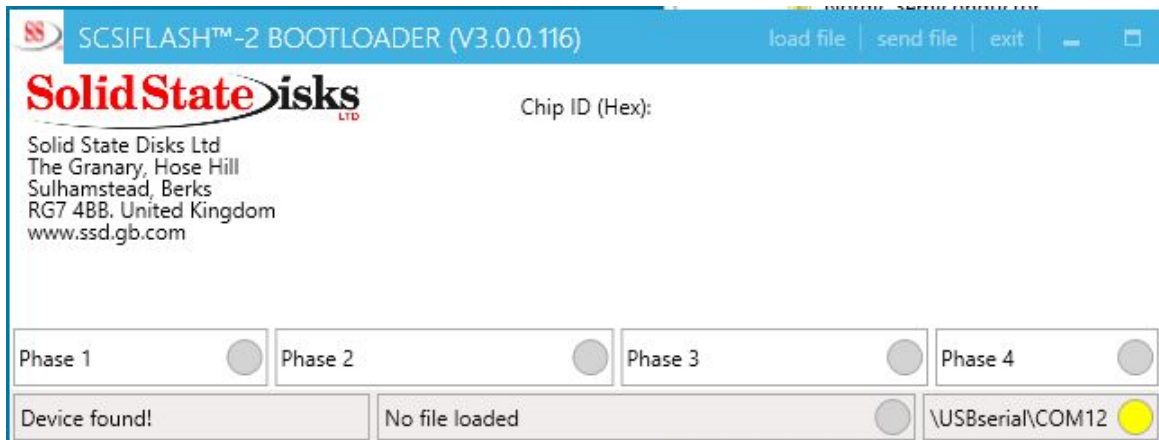 SCSIFLASH™-2 BOOTLOADER (V3.0.0.116) load file send file exit
Solid State Disks
LTD
Chip ID (Hex):
Solid State Disks Ltd
The Granary, Hose Hill
Sulhamstead, Berks
RG7 4BB. United Kingdom
www.ssd.gb.com
Phase 1
Phase 2
Phase 3
Phase 4
Device found!
No file loaded
\USBserial\COM12